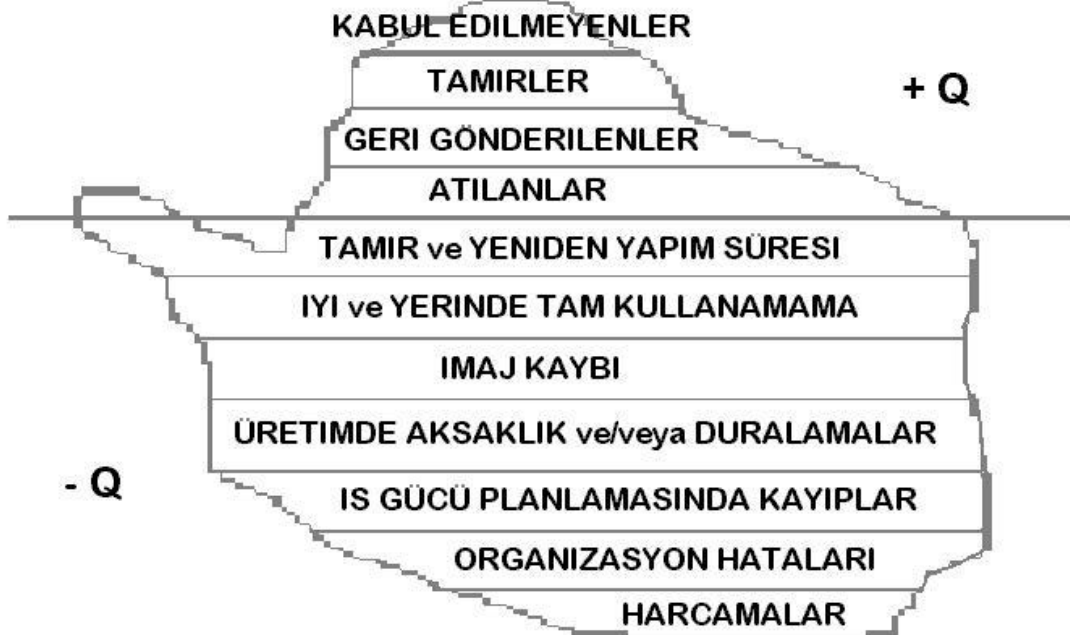 KABUL EDILMEYENLER
TAMIRLER
+ Q
GERI GÖNDERILENLER
ATILANLAR
TAMIR ve YENIDEN YAPIM SÜRESI
IYI ve YERINDE TAM KULLANAMAMA
IMAJ KAYBI
ÜRETIMDE AKSAKLIK ve/veya DURALAMALAR
- Q
IS GÜCÜ PLANLAMASINDA KAYIPLAR
ORGANIZASYON HATALARI
HARCAMALAR